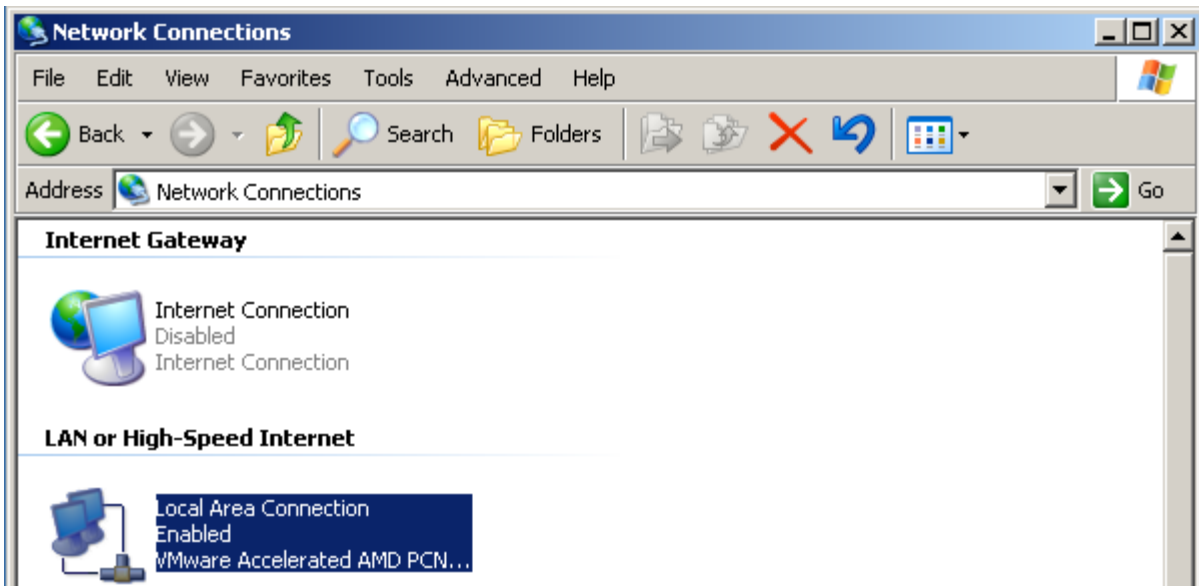 Network Connections
File Edit View Favorites Tools Advanced Help
Back Search Folders
Address Network Connections Go
Internet Gateway
Internet Connection
Disabled
Internet Connection
LAN or High-Speed Internet
Local Area Connection
Enabled
VMware Accelerated AMD PCN...